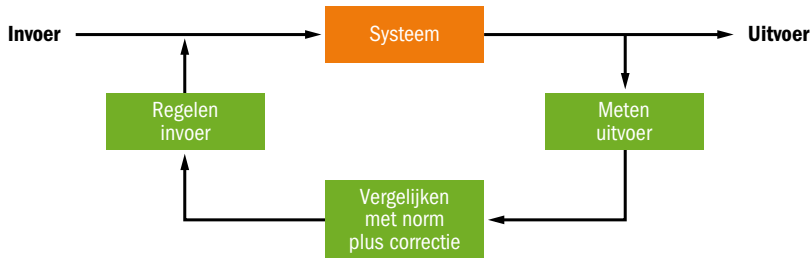 Invoer
Systeem
Uitvoer
Regelen
invoer
Meten
uitvoer
Vergelijken
met norm
plus correctie